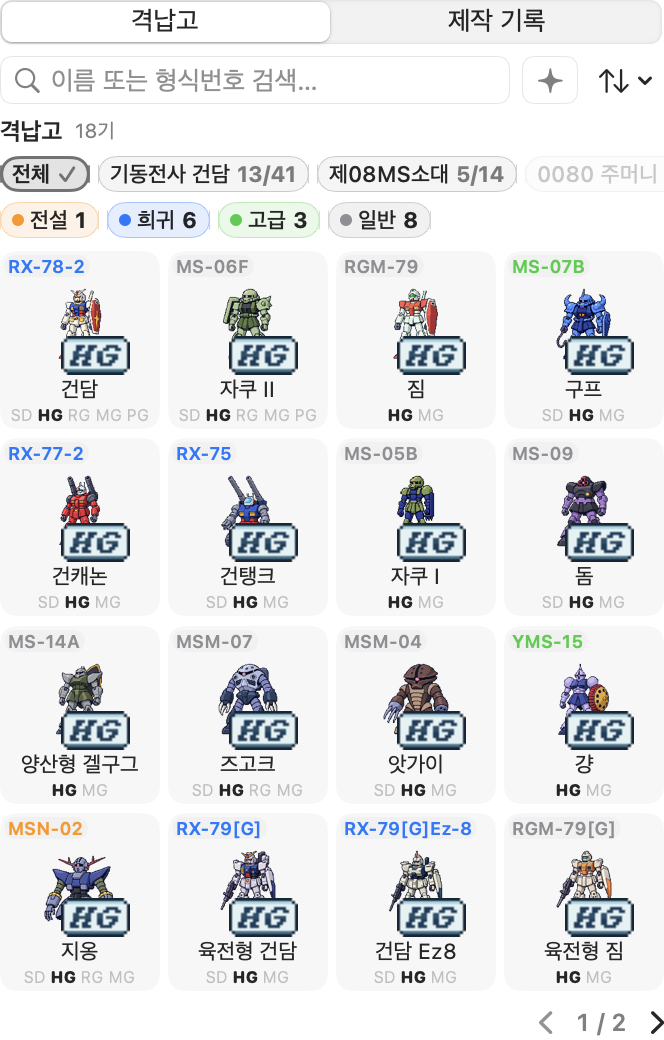 격납고 제작 기록
이름 또는 형식번호 검색...
격납고 18기
전체 기동전사 건담 13/41 제08MS소대 5/14 0080 주머니
전설 1 희귀 6 고급 3 일반 8
RX-78-2 MS-06F RGM-79 MS-07B
HG HG HG HG
건담 자쿠 II 짐 구프
SD HG RG MG PG SD HG RG MG PG HG MG SD HG MG
RX-77-2 RX-75 MS-05B MS-09
HG HG HG HG
건캐논 건탱크 자쿠 I 돔
SD HG MG SD HG MG HG MG SD HG MG
MS-14A MSM-07 MSM-04 YMS-15
HG HG HG HG
양산형 겔구그 즈고크 앗가이 걍
HG MG SD HG RG MG SD HG MG HG MG
MSN-02 RX-79[G] RX-79[G]Ez-8 RGM-79[G]
HG HG HG HG
지옹 육전형 건담 건담 Ez8 육전형 짐
SD HG RG MG SD HG MG SD HG MG HG MG
1 / 2